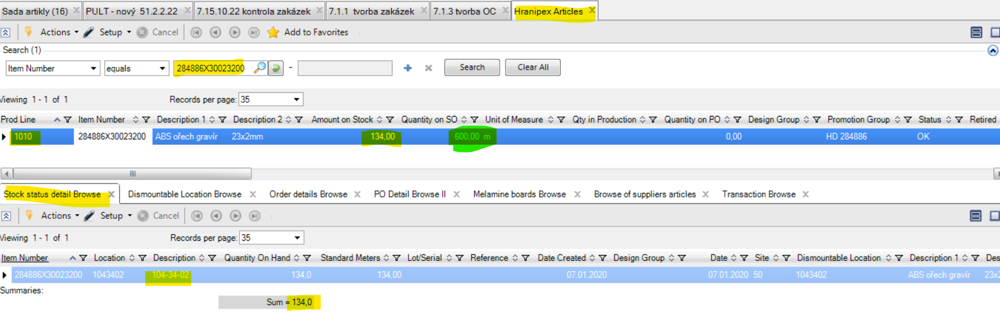 Sada artikly (16) PULT - nový 51.2.2.22 7.15.10.22 kontrola zakázek 7.1.1 tvorba zakázek 7.1.3 tvorba OC Hranipex Articles
Actions Setup Cancel Add to Favorites
Search (1)
Item Number equals 284886X30023200 - Search Clear All
Viewing 1 - 1 of 1 Records per page: 35
Prod Line Item Number Description 1 Description 2 Amount on Stock Quantity on SO Unit of Measure Qty in Production Quantity on PO Design Group Promotion Group Status Retired
1010 284886X30023200 ABS ořech gravír 23x2mm 134,00 600,00 m 0,00 HD 284886 OK
Stock status detail Browse Dismountable Location Browse Order details Browse PO Detail Browse II Melamine boards Browse Browse of suppliers articles Transaction Browse
Actions Setup Cancel
Viewing 1 - 1 of 1 Records per page: 35
Item Number Location Description Quantity On Hand Standard Meters Lot/Serial Reference Date Created Design Group Date Site Dismountable Location Description 1 Des
284886X30023200 1043402 104-34-02 134,0 134,00 07.01.2020 07.01.2020 50 1043402 ABS ořech gravír 23x2
Summaries:
Sum = 134,0